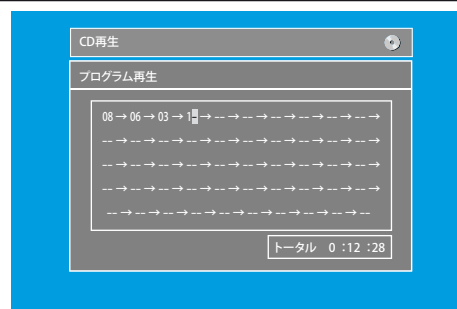 CD再生
プログラム再生
08 → 06 → 03 → 1- → -- → -- → -- → -- → -- → -- →
-- → -- → -- → -- → -- → -- → -- → -- → -- → -- →
-- → -- → -- → -- → -- → -- → -- → -- → -- → -- →
-- → -- → -- → -- → -- → -- → -- → -- → -- → -- →
-- → -- → -- → -- → -- → -- → -- → -- → -- → --
トータル 0 :12 :28